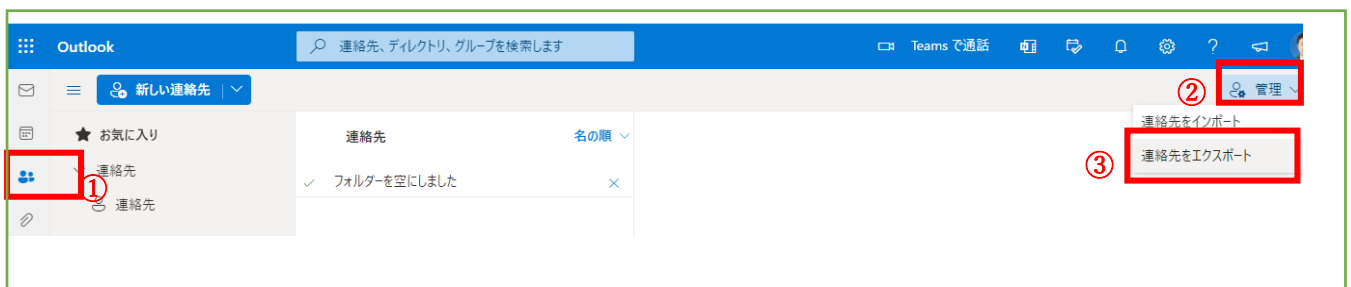 Outlook
連絡先、ディレクトリ、グループを検索します
Teams で通話
新しい連絡先
②
管理
お気に入り
連絡先
名の順
連絡先をインポート
①
連絡先
フォルダーを空にしました
③
連絡先をエクスポート
連絡先